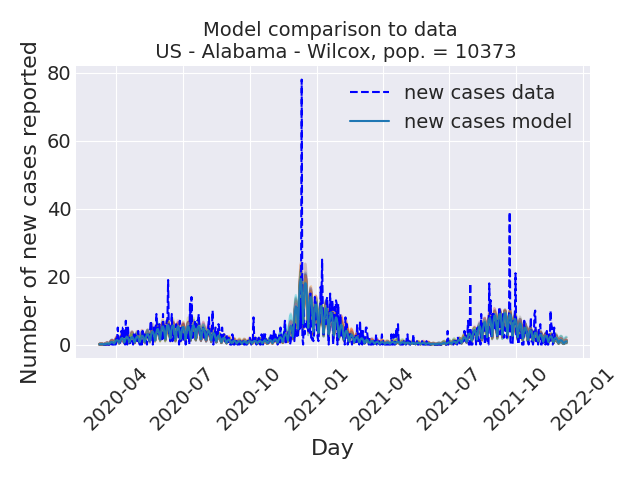 Model comparison to data
US - Alabama - Wilcox, pop. = 10373
Number of new cases reported
80
60
40
20
0
new cases data
new cases model
2020-04
2020-07
2020-10
2021-01
2021-04
2021-07
2021-10
2022-01
Day